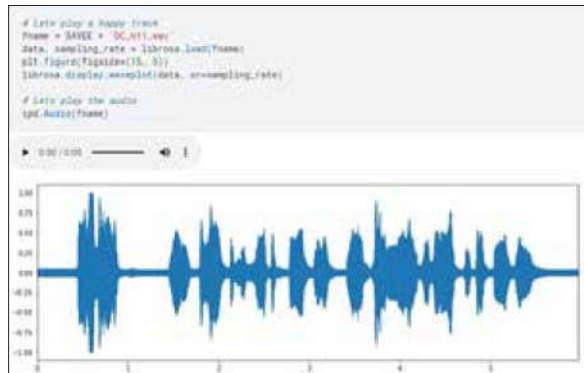 # Lets play a happy track
fname = SAVEE + 'DC_h11.wav'
data, sampling_rate = librosa.load(fname)
plt.figure(figsize=(15, 5))
librosa.display.waveplot(data, sr=sampling_rate)
# Lets play the audio
ipd.Audio(fname)
0:00 / 0:00
1.00
0.75
0.50
0.25
0.00
-0.25
-0.50
-0.75
-1.00
0 1 2 3 4 5